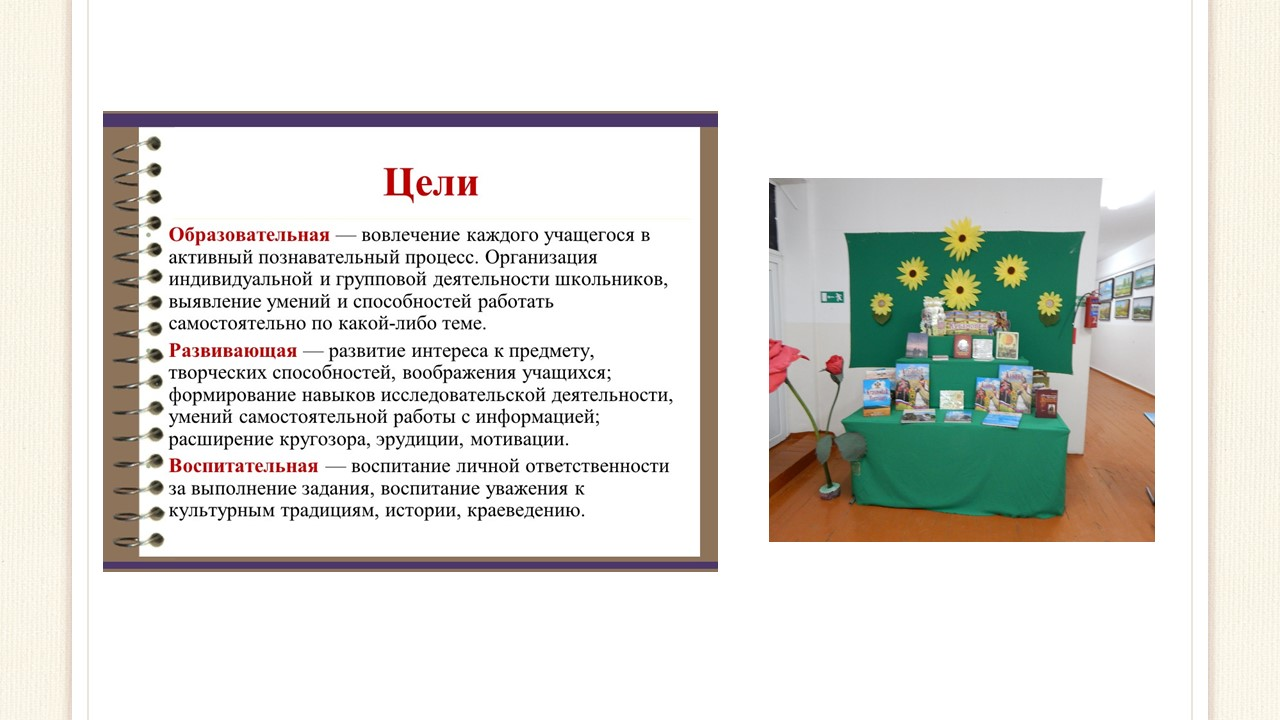 Цели
• Образовательная — вовлечение каждого учащегося в
активный познавательный процесс. Организация
индивидуальной и групповой деятельности школьников,
выявление умений и способностей работать
самостоятельно по какой-либо теме.
Развивающая — развитие интереса к предмету,
творческих способностей, воображения учащихся;
формирование навыков исследовательской деятельности,
умений самостоятельной работы с информацией;
расширение кругозора, эрудиции, мотивации.
Воспитательная — воспитание личной ответственности
за выполнение задания, воспитание уважения к
культурным традициям, истории, краеведению.